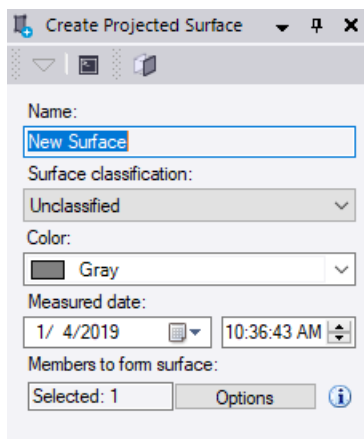 Create Projected Surface
Name:
New Surface
Surface classification:
Unclassified
Color:
Gray
Measured date:
1/ 4/2019 10:36:43 AM
Members to form surface:
Selected: 1 Options